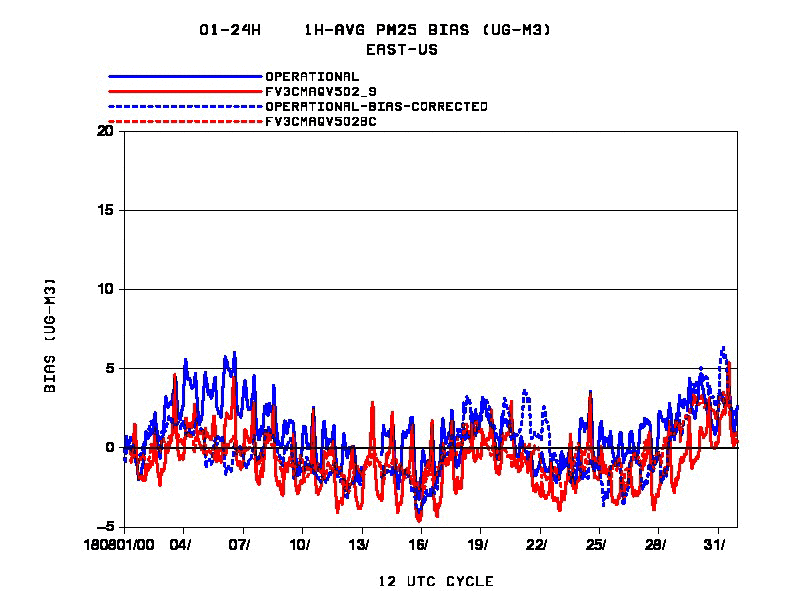 01-24H 1H-AVG PM25 BIAS (UG-M3)
EAST-US
OPERATIONAL
FV3CMAQV502_9
OPERATIONAL-BIAS-CORRECTED
FV3CMAQV502BC
20
15
10
5
0
-5
BIAS (UG-M3)
180801/00 04/ 07/ 10/ 13/ 16/ 19/ 22/ 25/ 28/ 31/
12 UTC CYCLE